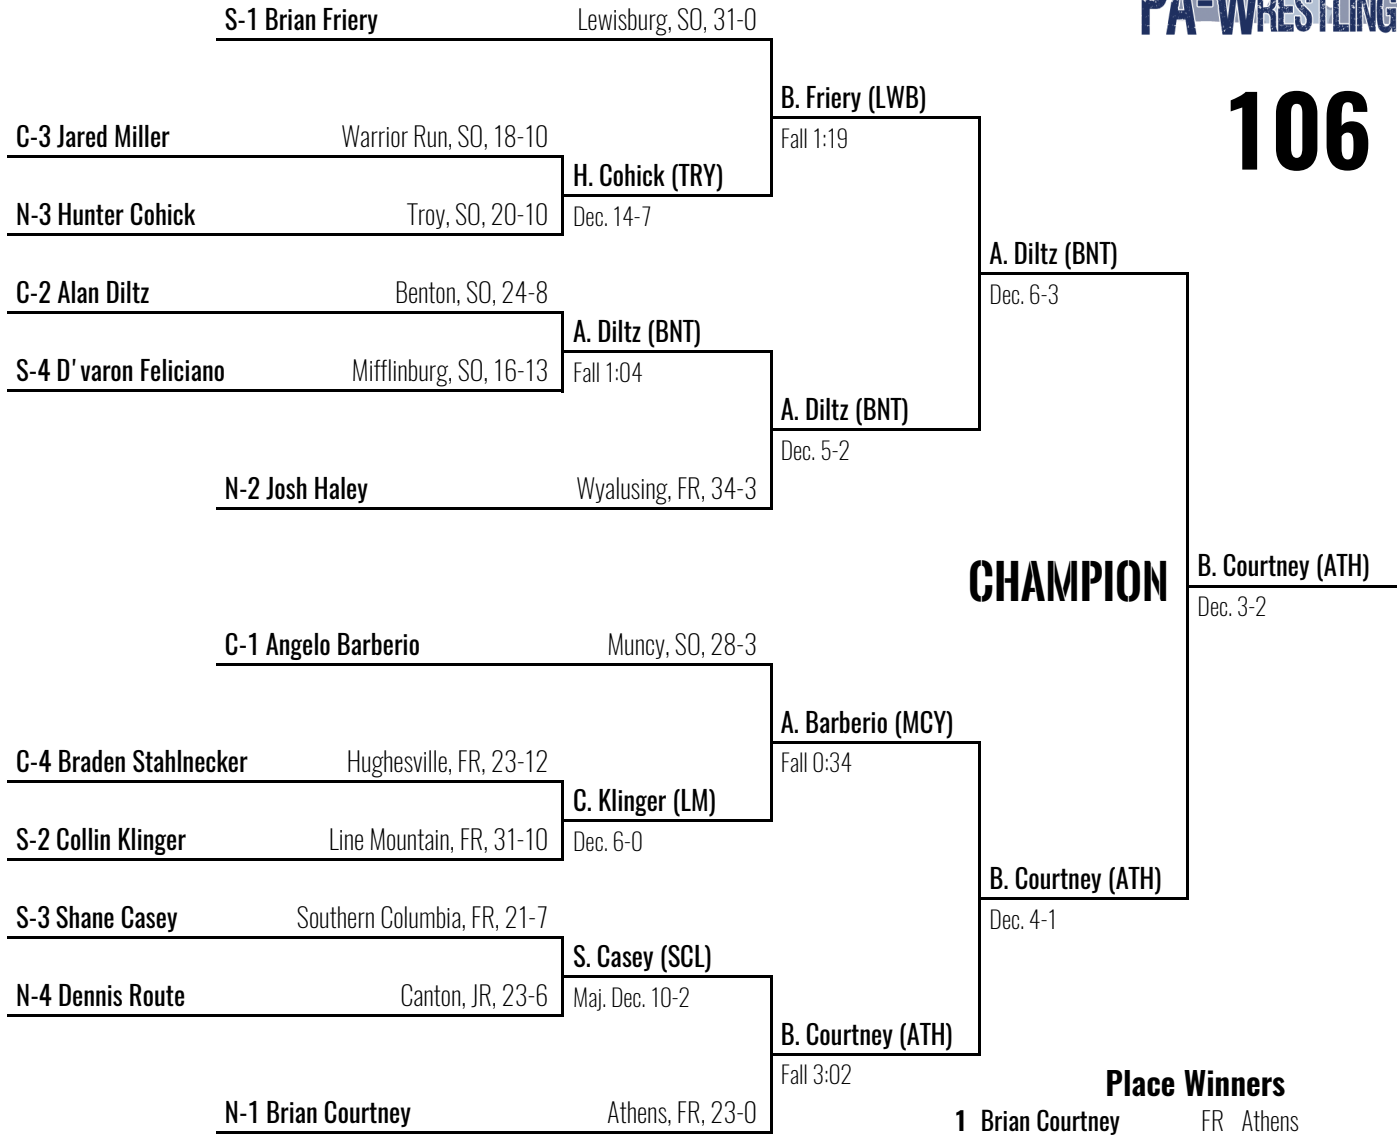 PA-WRESTLING
106
S-1 Brian Friery Lewisburg, SO, 31-0
B. Friery (LWB)
Fall 1:19
C-3 Jared Miller Warrior Run, SO, 18-10
H. Cohick (TRY)
Dec. 14-7
N-3 Hunter Cohick Troy, SO, 20-10
A. Diltz (BNT)
Dec. 6-3
C-2 Alan Diltz Benton, SO, 24-8
A. Diltz (BNT)
Fall 1:04
S-4 D'varon Feliciano Mifflinburg, SO, 16-13
A. Diltz (BNT)
Dec. 5-2
N-2 Josh Haley Wyalusing, FR, 34-3
CHAMPION
B. Courtney (ATH)
Dec. 3-2
C-1 Angelo Barberio Muncy, SO, 28-3
A. Barberio (MCY)
Fall 0:34
C-4 Braden Stahlnecker Hughesville, FR, 23-12
C. Klinger (LM)
Dec. 6-0
S-2 Collin Klinger Line Mountain, FR, 31-10
B. Courtney (ATH)
Dec. 4-1
S-3 Shane Casey Southern Columbia, FR, 21-7
S. Casey (SCL)
Maj. Dec. 10-2
N-4 Dennis Route Canton, JR, 23-6
B. Courtney (ATH)
Fall 3:02
N-1 Brian Courtney Athens, FR, 23-0
Place Winners
1 Brian Courtney FR Athens